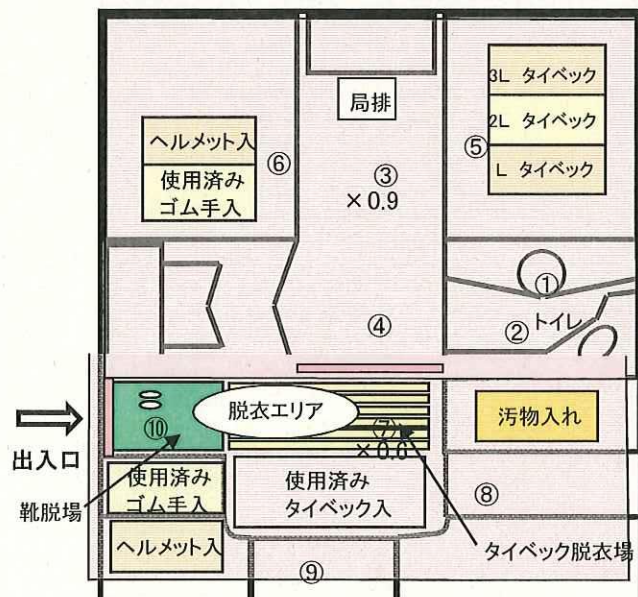 局排
3L タイベック
2L タイベック
L タイベック
⑤
ヘルメット入
使用済み
ゴム手入
⑥
③
×0.9
①
②
トイレ
④
脱衣エリア
⑩
⑦
×0.6
汚物入れ
出入口
靴脱場
使用済み
ゴム手入
ヘルメット入
使用済み
タイベック入
⑧
タイベック脱衣場
⑨